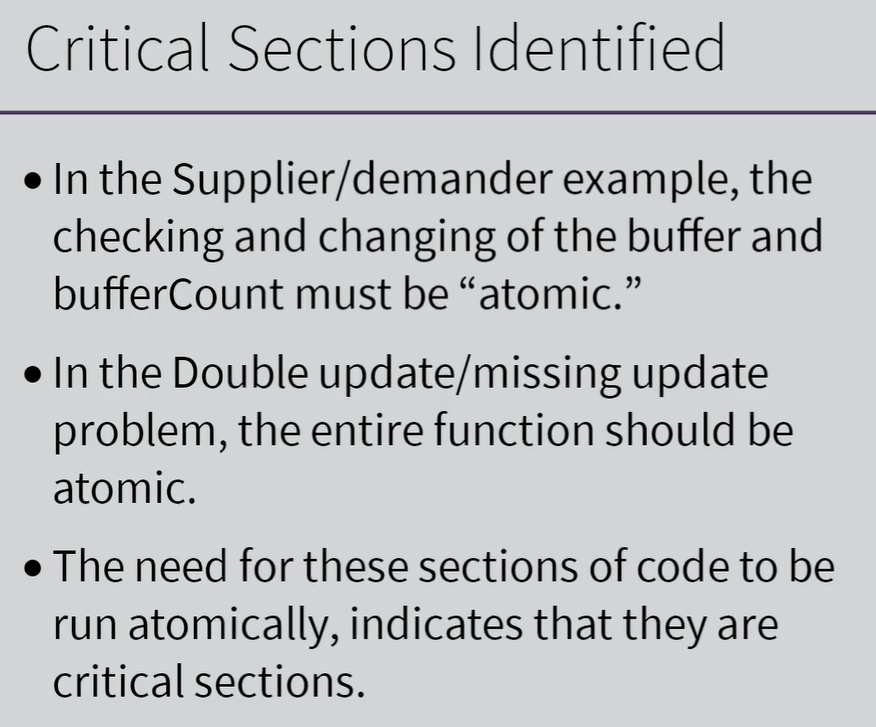 Critical Sections Identified
• In the Supplier/demander example, the
checking and changing of the buffer and
bufferCount must be “atomic.”
• In the Double update/missing update
problem, the entire function should be
atomic.
• The need for these sections of code to be
run atomically, indicates that they are
critical sections.